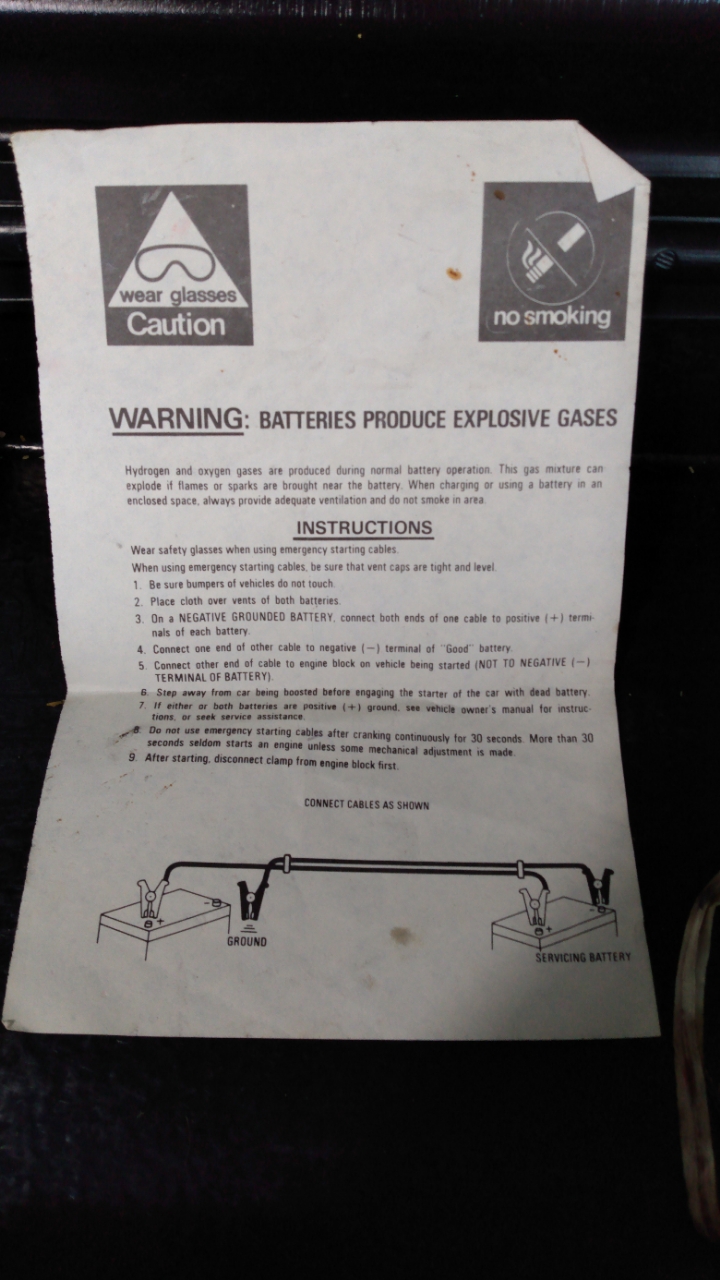 wear glasses
Caution
no smoking
WARNING: BATTERIES PRODUCE EXPLOSIVE GASES
Hydrogen and oxygen gases are produced during normal battery operation. This gas mixture can
explode if flames or sparks are brought near the battery. When charging or using a battery in an
enclosed space, always provide adequate ventilation and do not smoke in area.
INSTRUCTIONS
Wear safety glasses when using emergency starting cables.
When using emergency starting cables, be sure that vent caps are tight and level.
1. Be sure bumpers of vehicles do not touch.
2. Place cloth over vents of both batteries.
3. On a NEGATIVE GROUNDED BATTERY, connect both ends of one cable to positive (+) termi-
nals of each battery.
4. Connect one end of other cable to negative (−) terminal of "Good" battery.
5. Connect other end of cable to engine block on vehicle being started (NOT TO NEGATIVE (−)
TERMINAL OF BATTERY).
6. Step away from car being boosted before engaging the starter of the car with dead battery.
7. If either or both batteries are positive (+) ground, see vehicle owner's manual for instruc-
tions, or seek service assistance.
8. Do not use emergency starting cables after cranking continuously for 30 seconds. More than 30
seconds seldom starts an engine unless some mechanical adjustment is made.
9. After starting, disconnect clamp from engine block first.
CONNECT CABLES AS SHOWN
+ −
GROUND
+ −
SERVICING BATTERY